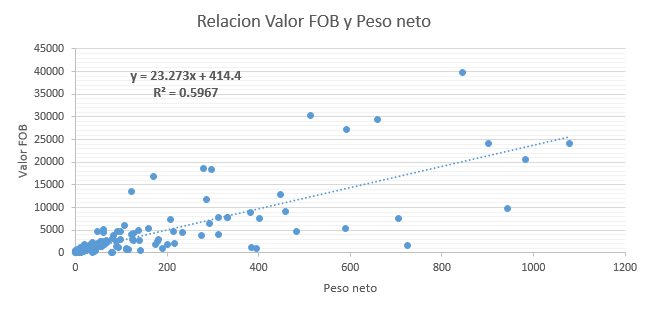 Relacion Valor FOB y Peso neto
45000
40000
35000
30000
25000
20000
15000
10000
5000
0
y = 23.273x + 414.4
R² = 0.5967
Valor FOB
0 200 400 600 800 1000 1200
Peso neto